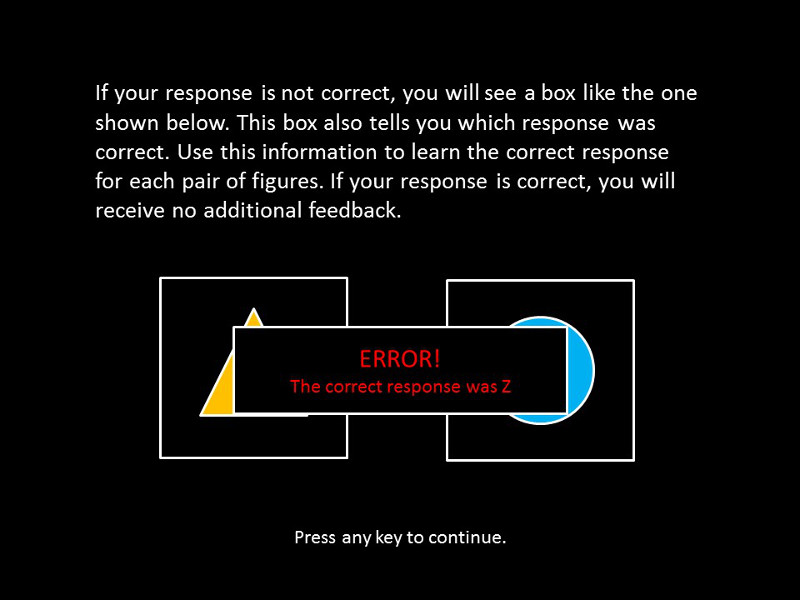 If your response is not correct, you will see a box like the one
shown below. This box also tells you which response was
correct. Use this information to learn the correct response
for each pair of figures. If your response is correct, you will
receive no additional feedback.
ERROR!
The correct response was Z
Press any key to continue.